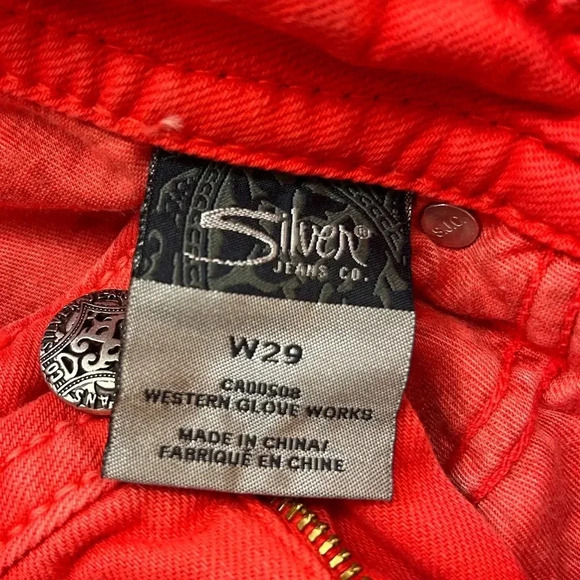 Silver®
JEANS CO.
S.J.C
W29
CA00508
WESTERN GLOVE WORKS
MADE IN CHINA/
FABRIQUÉ EN CHINE